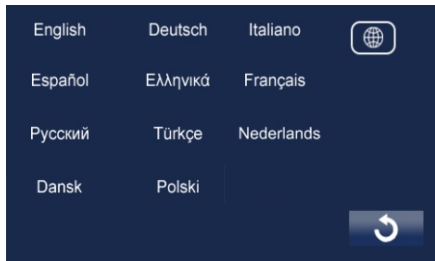 English Deutsch Italiano
Español Ελληνικά Français
Русский Türkçe Nederlands
Dansk Polski